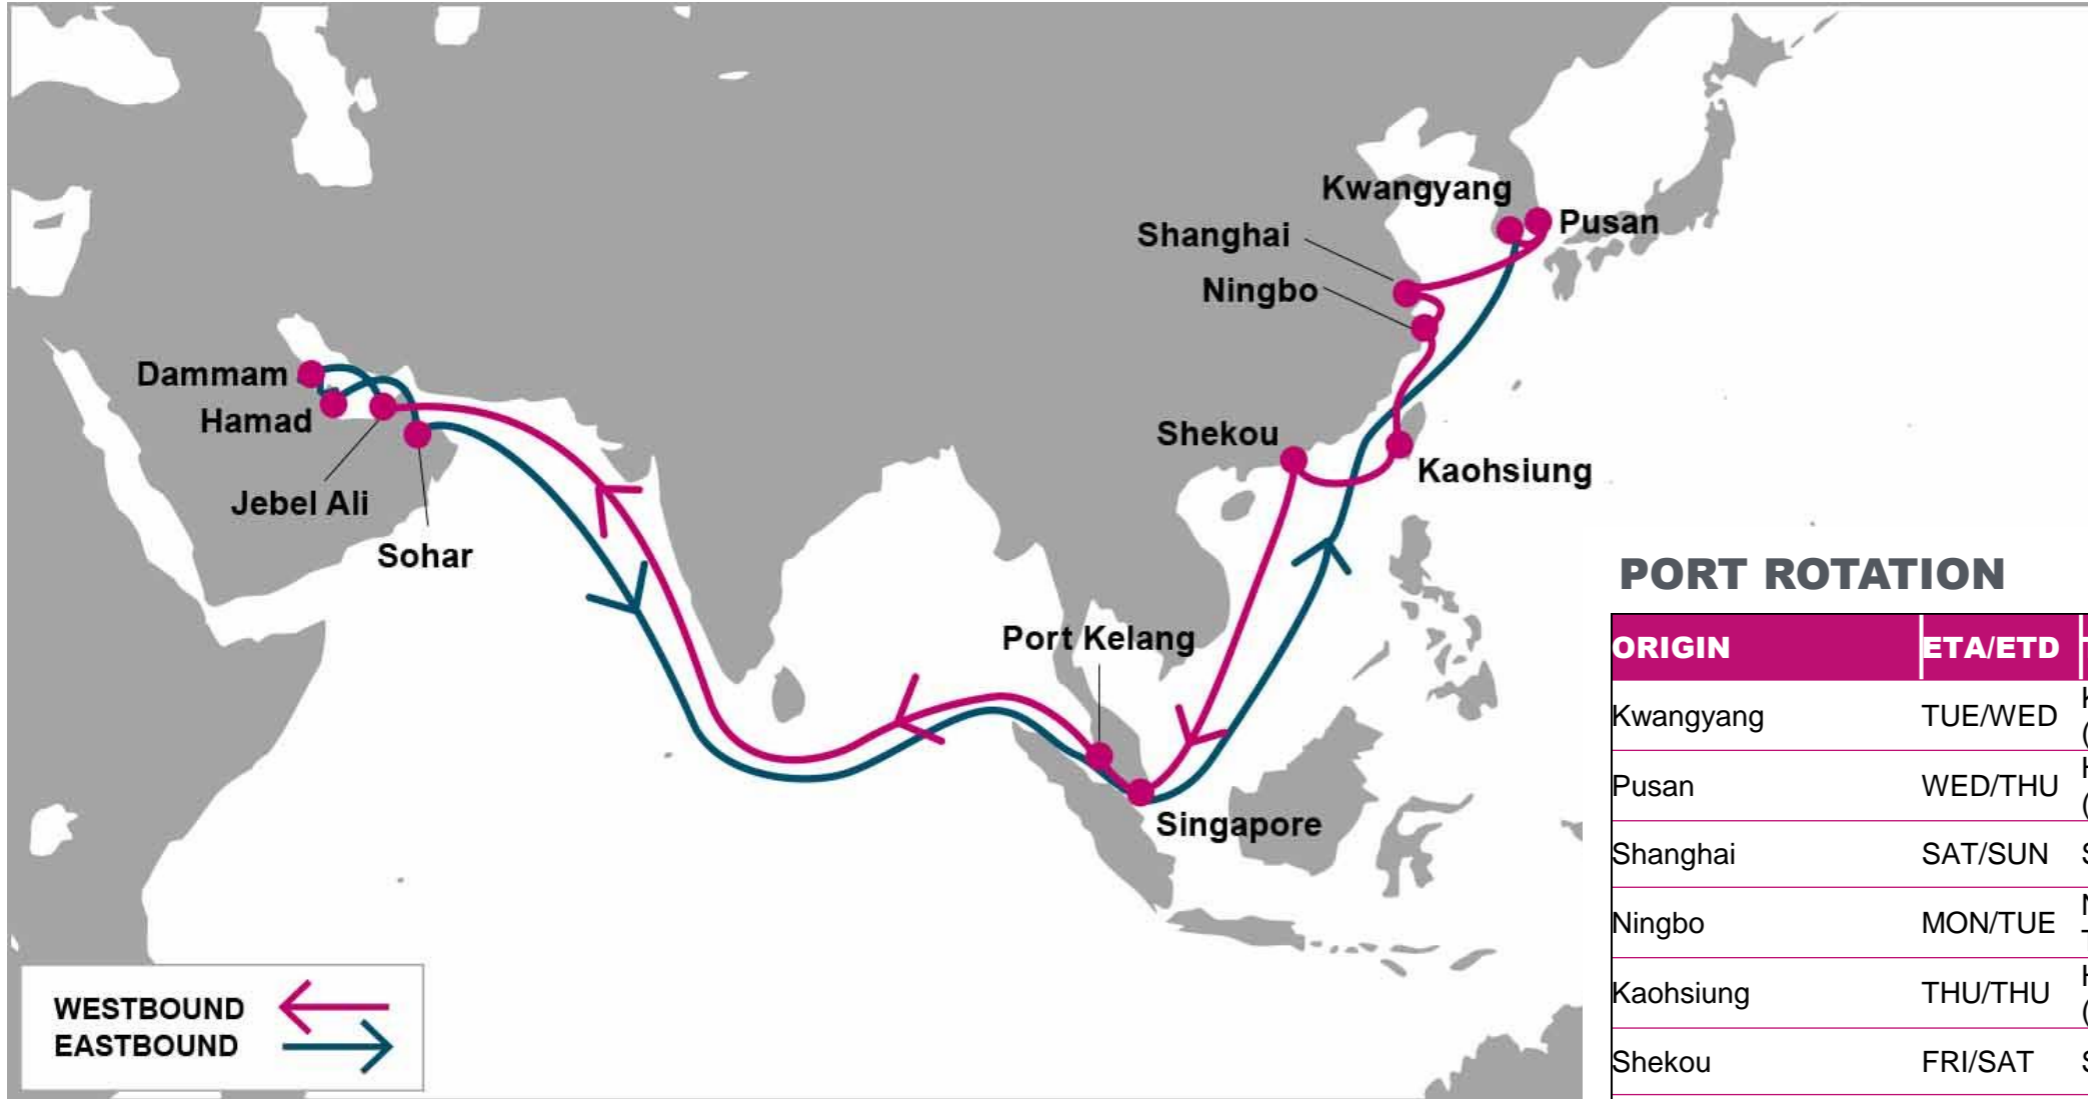 Kwangyang
Pusan
Shanghai
Ningbo
Dammam
Hamad
Shekou
Kaohsiung
Jebel Ali
Sohar
Port Kelang
Singapore
WESTBOUND
EASTBOUND
PORT ROTATION
ORIGIN ETA/ETD
Kwangyang TUE/WED
Pusan WED/THU
Shanghai SAT/SUN
Ningbo MON/TUE
Kaohsiung THU/THU
Shekou FRI/SAT